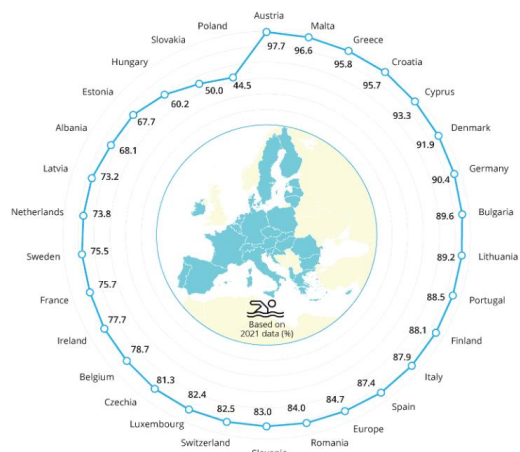 Austria
97.7
Malta
96.6
Greece
95.8
Croatia
95.7
Cyprus
93.3
Denmark
91.9
Germany
90.4
Bulgaria
89.6
Lithuania
89.2
Portugal
88.5
Finland
88.1
Italy
87.9
Spain
87.4
Europe
84.7
Romania
84.0
83.0
Switzerland
82.5
Luxembourg
82.4
Czechia
81.3
Belgium
78.7
Ireland
77.7
France
75.7
Sweden
75.5
Netherlands
73.8
Latvia
73.2
Albania
68.1
Estonia
67.7
Hungary
60.2
Slovakia
50.0
Poland
44.5
Based on
2021 data (%)